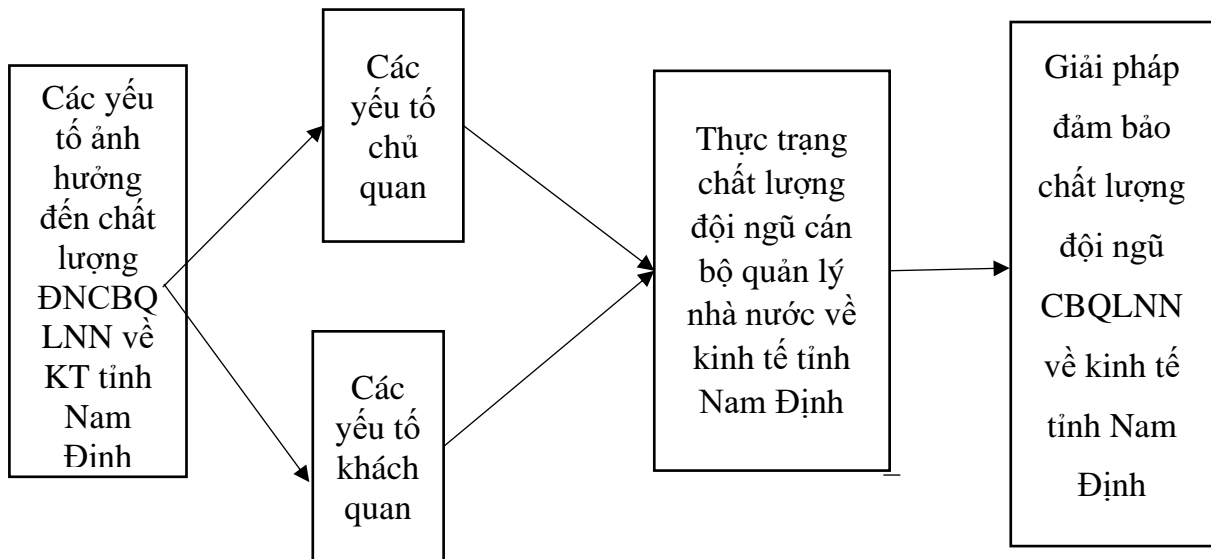 Các yếu
tố ảnh
hưởng
đến chất
lượng
ĐNCBQ
LNN về
KT tỉnh
Nam
Định
Các
yếu tố
chủ
quan
Các
yếu tố
khách
quan
Thực trạng
chất lượng
đội ngũ cán
bộ quản lý
nhà nước về
kinh tế tỉnh
Nam Định
Giải pháp
đảm bảo
chất lượng
đội ngũ
CBQLNN
về kinh tế
tỉnh Nam
Định